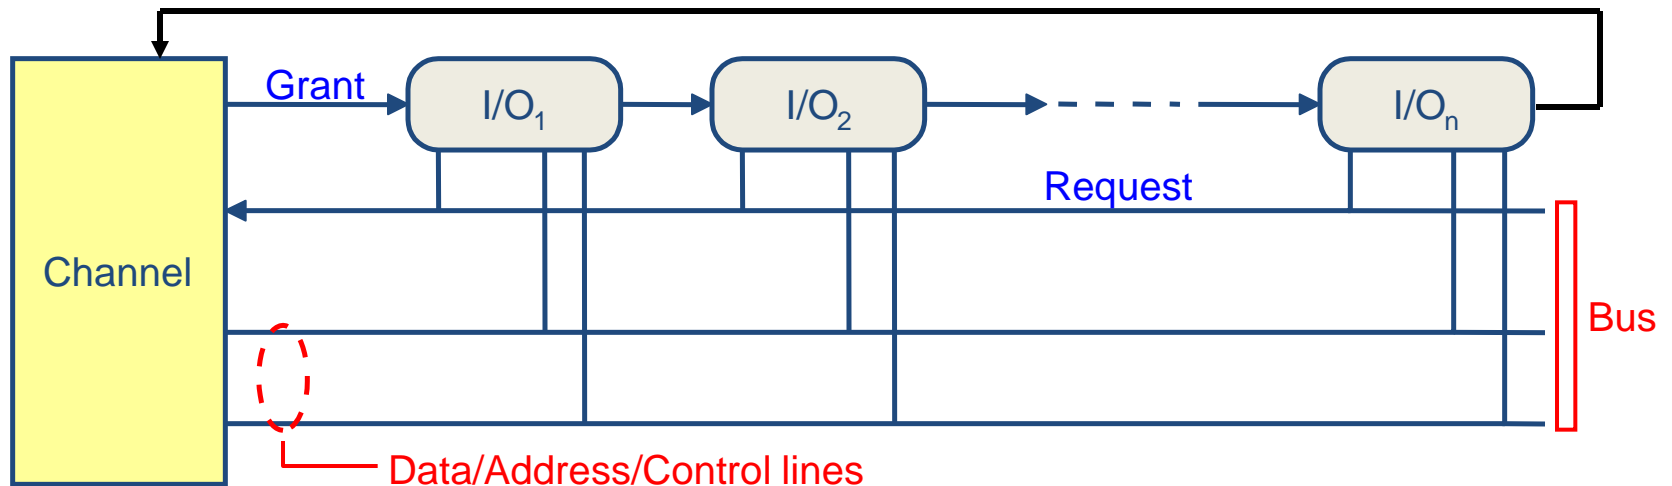 Grant
I/O1
I/O2
I/On
Request
Channel
Bus
Data/Address/Control lines